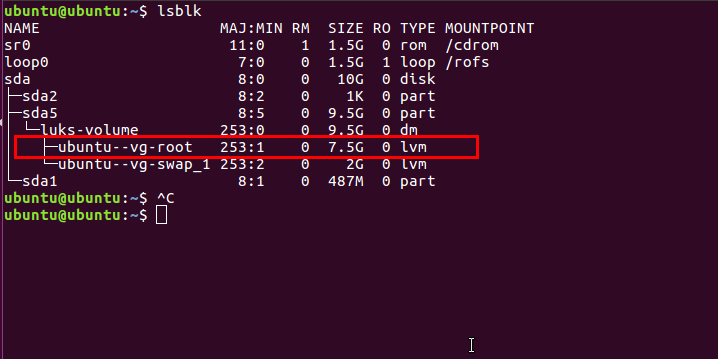 ubuntu@ubuntu:~$ lsblk
NAME                        MAJ:MIN RM  SIZE RO TYPE MOUNTPOINT
sr0                          11:0    1  1.5G  0 rom  /cdrom
loop0                         7:0    0  1.5G  1 loop /rofs
sda                           8:0    0   10G  0 disk
├─sda2                        8:2    0    1K  0 part
├─sda5                        8:5    0  9.5G  0 part
│ └─luks-volume             253:0    0  9.5G  0 dm
│   ├─ubuntu--vg-root       253:1    0  7.5G  0 lvm
│   └─ubuntu--vg-swap_1     253:2    0    2G  0 lvm
└─sda1                        8:1    0  487M  0 part
ubuntu@ubuntu:~$ ^C
ubuntu@ubuntu:~$